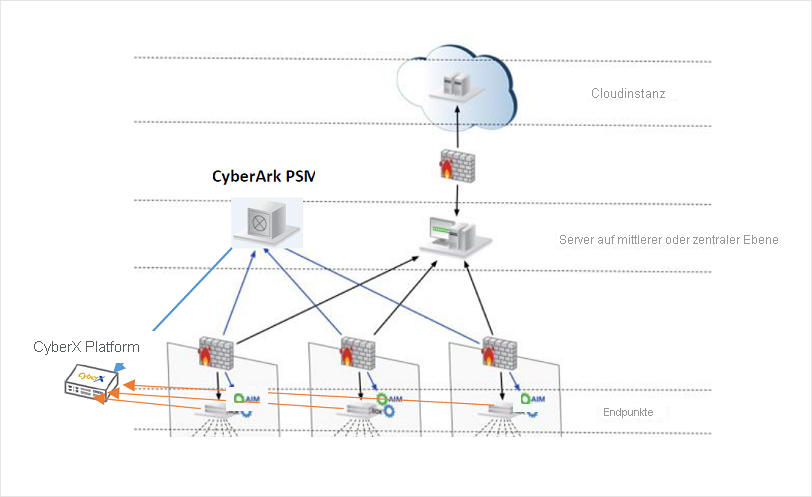 Cloudinstanz
CyberArk PSM
Server auf mittlerer oder zentraler Ebene
CyberX Platform
CyberX
AIM
AIM
AIM
Endpunkte